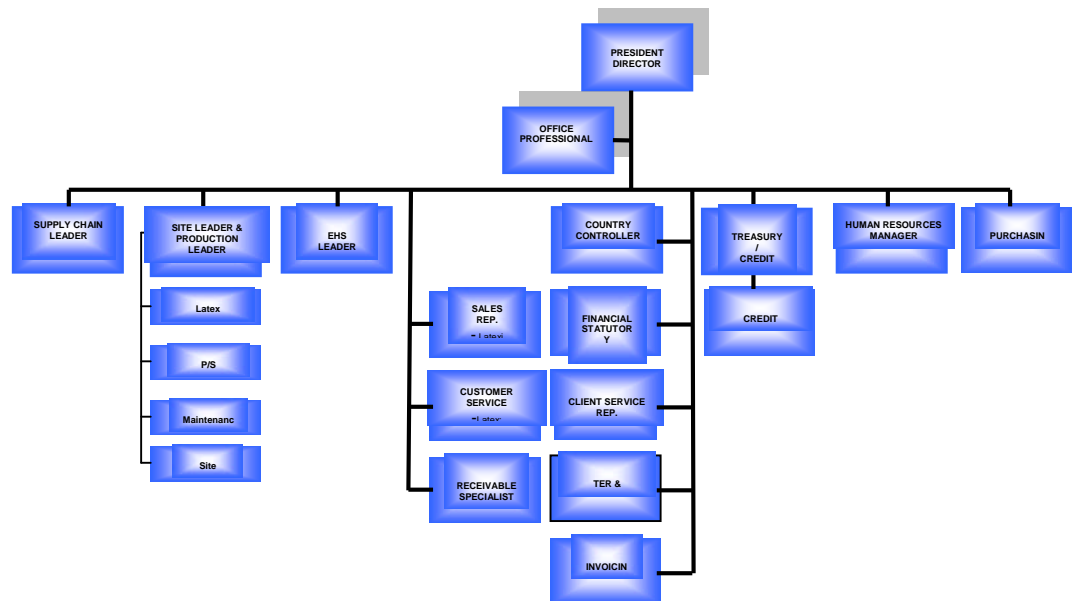 PRESIDENT
DIRECTOR
OFFICE
PROFESSIONAL
SUPPLY CHAIN
LEADER
SITE LEADER &
PRODUCTION
LEADER
EHS
LEADER
COUNTRY
CONTROLLER
TREASURY
/
CREDIT
HUMAN RESOURCES
MANAGER
PURCHASIN
Latex
P/S
Maintenanc
Site
SALES
REP.
CUSTOMER
SERVICE
RECEIVABLE
SPECIALIST
FINANCIAL
STATUTOR
Y
CLIENT SERVICE
REP.
TER &
INVOICIN
CREDIT